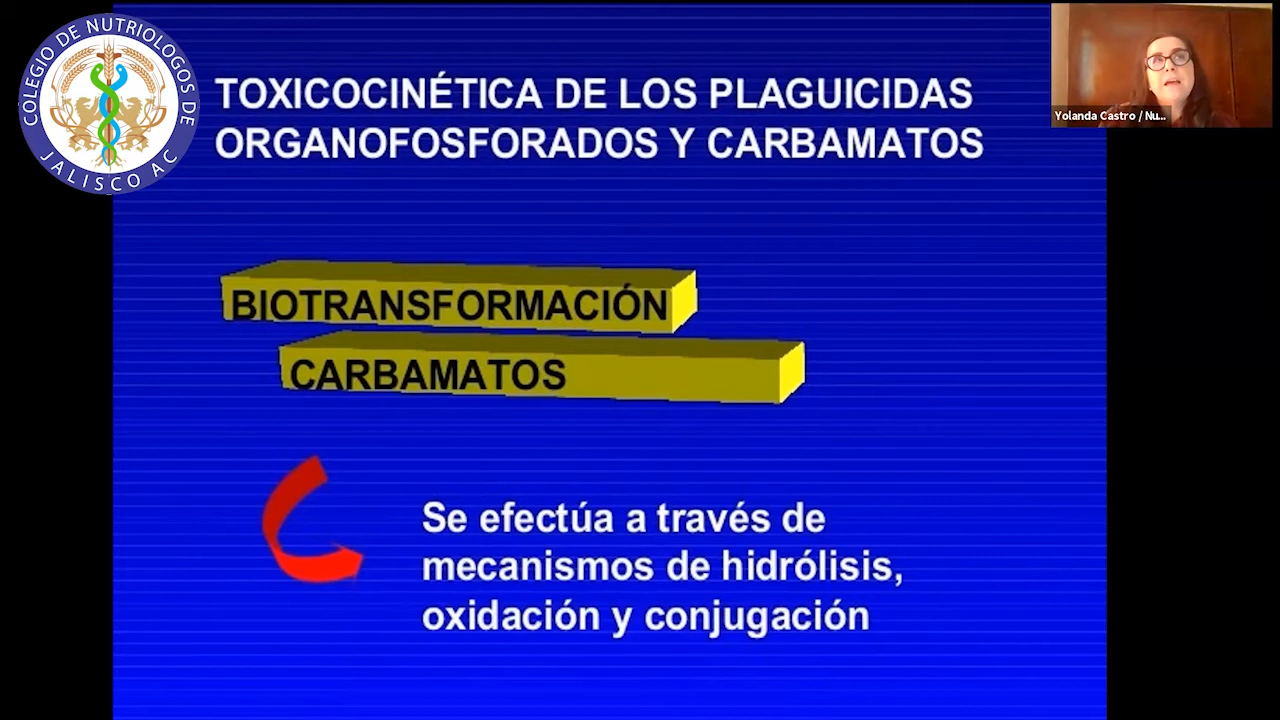 COLEGIO DE NUTRIOLOGOS DE
JALISCO AC
TOXICOCINÉTICA DE LOS PLAGUICIDAS
ORGANOFOSFORADOS Y CARBAMATOS
Yolanda Castro / Nu...
BIOTRANSFORMACIÓN
CARBAMATOS
Se efectúa a través de
mecanismos de hidrólisis,
oxidación y conjugación